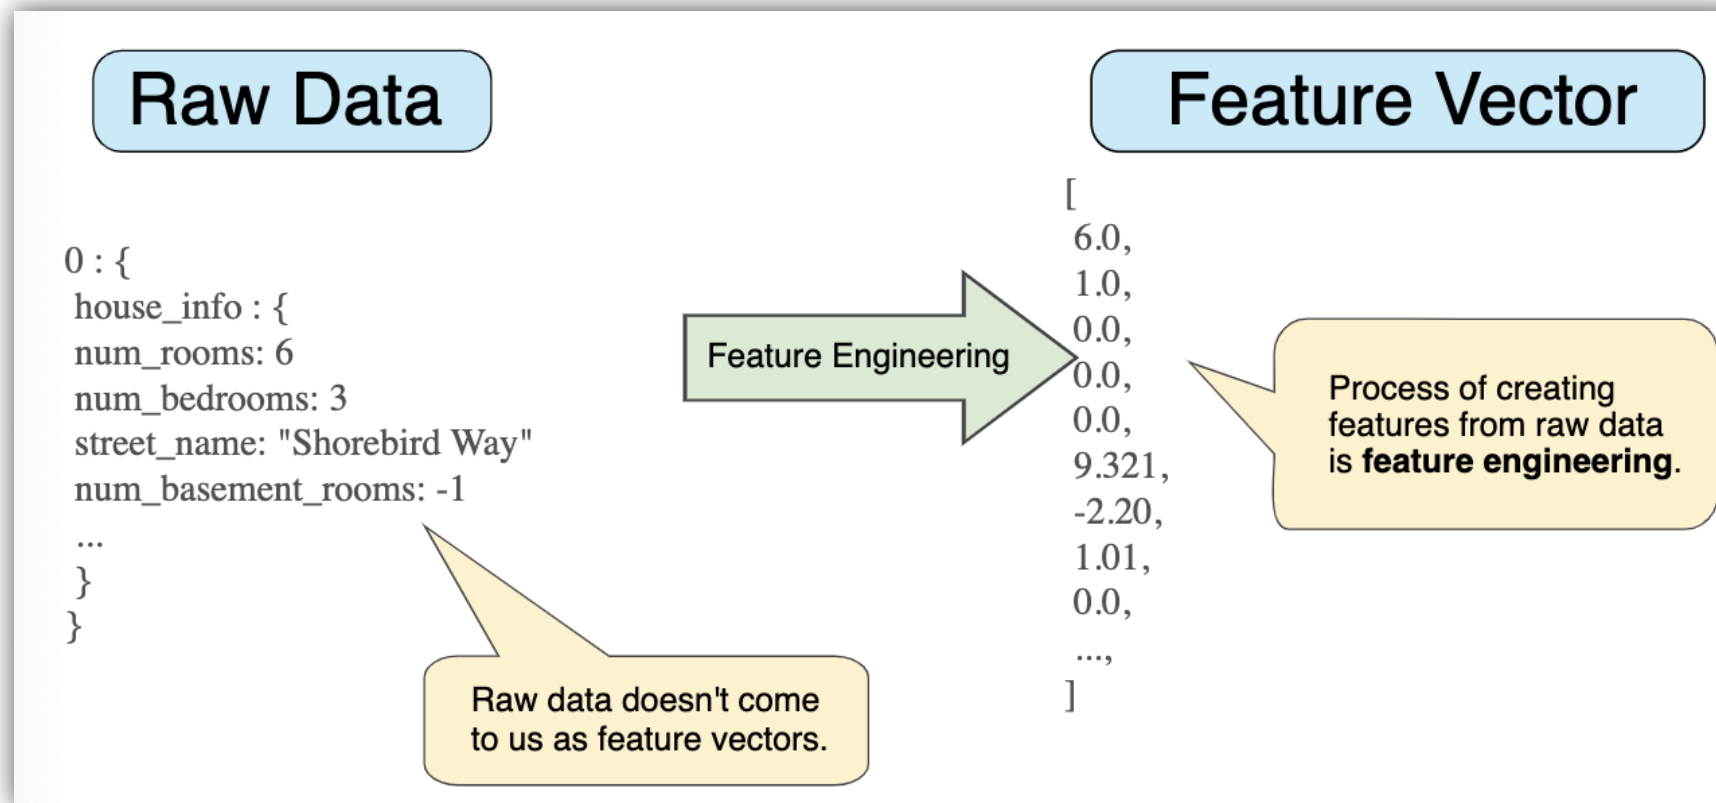 Raw Data
0 : {
house_info : {
num_rooms: 6
num_bedrooms: 3
street_name: "Shorebird Way"
num_basement_rooms: -1
...
}
}
Raw data doesn't come
to us as feature vectors.
Feature Engineering
Feature Vector
[
6.0,
1.0,
0.0,
0.0,
0.0,
9.321,
-2.20,
1.01,
0.0,
...,
]
Process of creating
features from raw data
is feature engineering.